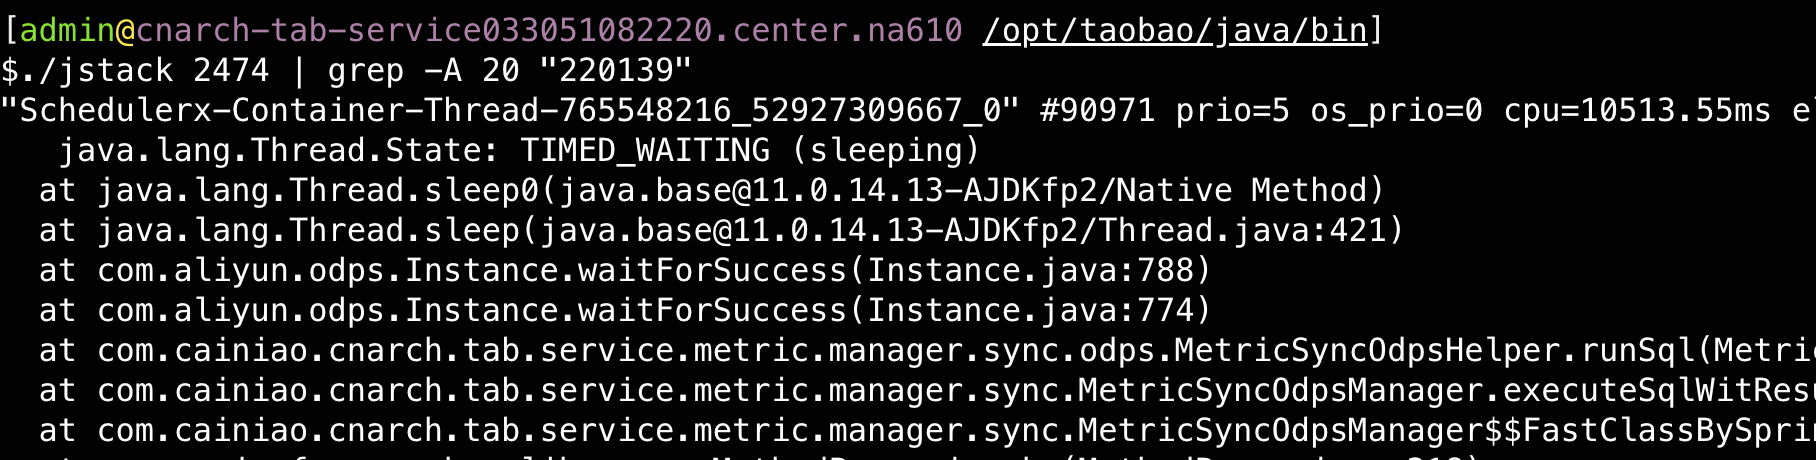 [admin@cnarch-tab-service033051082220.center.na610 /opt/taobao/java/bin]
$./jstack 2474 | grep -A 20 "220139"
"Schedulerx-Container-Thread-765548216_52927309667_0" #90971 prio=5 os_prio=0 cpu=10513.55ms el
java.lang.Thread.State: TIMED_WAITING (sleeping)
at java.lang.Thread.sleep0(java.base@11.0.14.13-AJDKfp2/Native Method)
at java.lang.Thread.sleep(java.base@11.0.14.13-AJDKfp2/Thread.java:421)
at com.aliyun.odps.Instance.waitForSuccess(Instance.java:788)
at com.aliyun.odps.Instance.waitForSuccess(Instance.java:774)
at com.cainiao.cnarch.tab.service.metric.manager.sync.odps.MetricSyncOdpsHelper.runSql(Metric
at com.cainiao.cnarch.tab.service.metric.manager.sync.MetricSyncOdpsManager.executeSqlWitResu
at com.cainiao.cnarch.tab.service.metric.manager.sync.MetricSyncOdpsManager$$FastClassBySprin